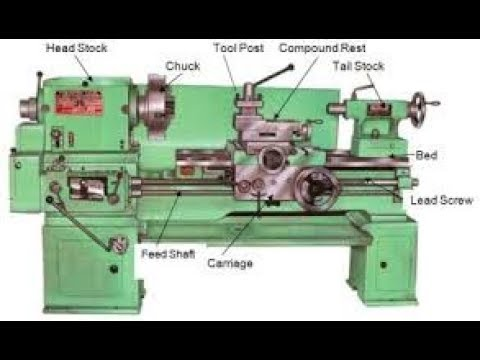 Head Stock
Tool Post
Compound Rest
Chuck
Tail Stock
Bed
Lead Screw
Feed Shaft
Carriage